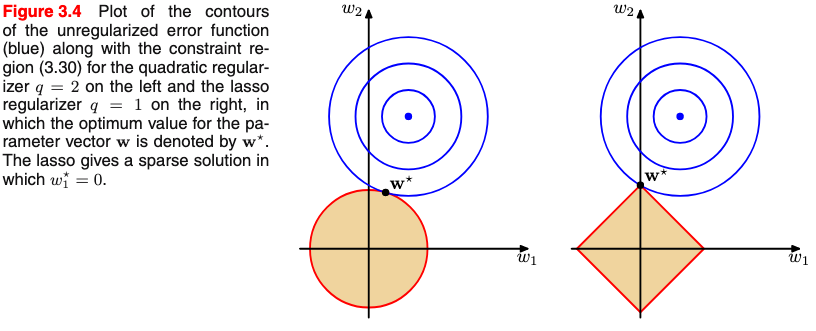 Figure 3.4 Plot of the contours
of the unregularized error function
(blue) along with the constraint re-
gion (3.30) for the quadratic regular-
izer q = 2 on the left and the lasso
regularizer q = 1 on the right, in
which the optimum value for the pa-
rameter vector w is denoted by w⋆.
The lasso gives a sparse solution in
which w₁⋆ = 0.
w₂
w⋆
w₁
w₂
w⋆
w₁